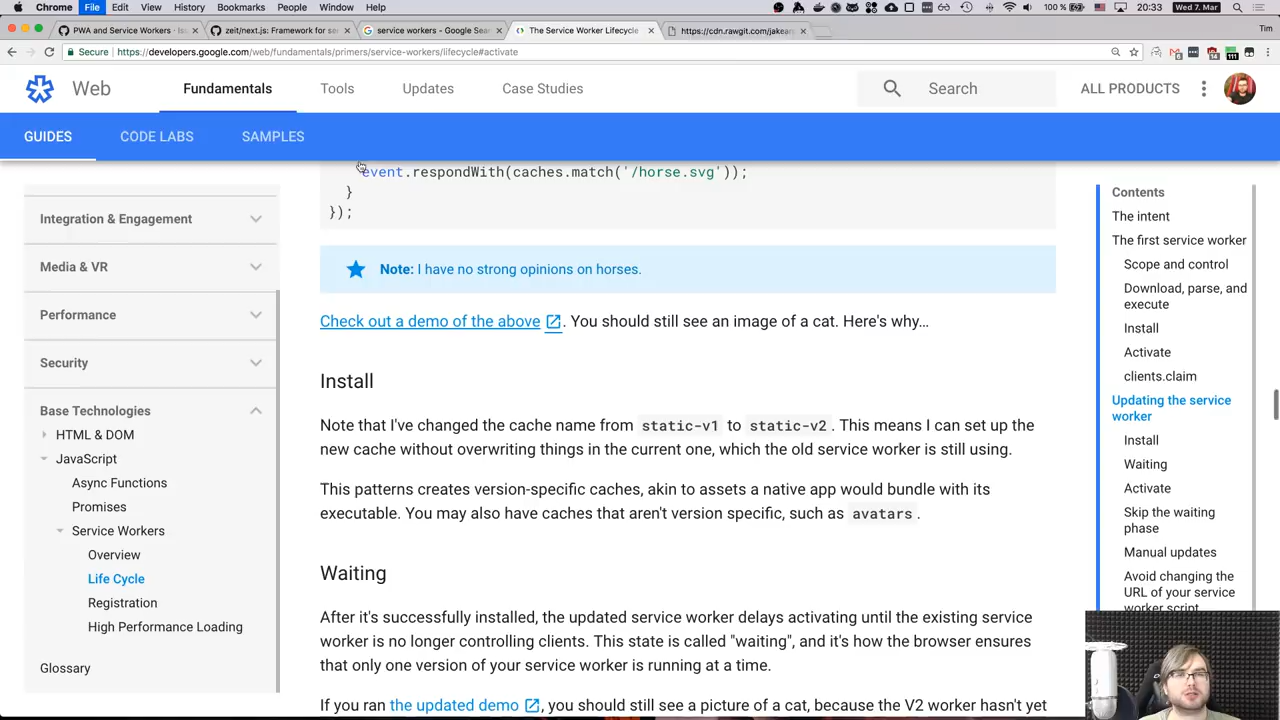 Chrome File Edit View History Bookmarks People Window Help 100 % 20:33 Wed 7. Mar
PWA and Service Workers · Iss zeit/next.js: Framework for se service workers - Google Sear The Service Worker Lifecycle https://cdn.rawgit.com/jakear Tim
Secure https://developers.google.com/web/fundamentals/primers/service-workers/lifecycle#activate
Web Fundamentals Tools Updates Case Studies Search ALL PRODUCTS
GUIDES CODE LABS SAMPLES
Integration & Engagement
Media & VR
Performance
Security
Base Technologies
HTML & DOM
JavaScript
Async Functions
Promises
Service Workers
Overview
Life Cycle
Registration
High Performance Loading
Glossary
event.respondWith(caches.match('/horse.svg'));
}
});
Note: I have no strong opinions on horses.
Check out a demo of the above . You should still see an image of a cat. Here's why…
Install
Note that I've changed the cache name from static-v1 to static-v2. This means I can set up the
new cache without overwriting things in the current one, which the old service worker is still using.
This patterns creates version-specific caches, akin to assets a native app would bundle with its
executable. You may also have caches that aren't version specific, such as avatars.
Waiting
After it's successfully installed, the updated service worker delays activating until the existing service
worker is no longer controlling clients. This state is called "waiting", and it's how the browser ensures
that only one version of your service worker is running at a time.
If you ran the updated demo , you should still see a picture of a cat, because the V2 worker hasn't yet
Contents
The intent
The first service worker
Scope and control
Download, parse, and
execute
Install
Activate
clients.claim
Updating the service
worker
Install
Waiting
Activate
Skip the waiting
phase
Manual updates
Avoid changing the
URL of your service
worker script